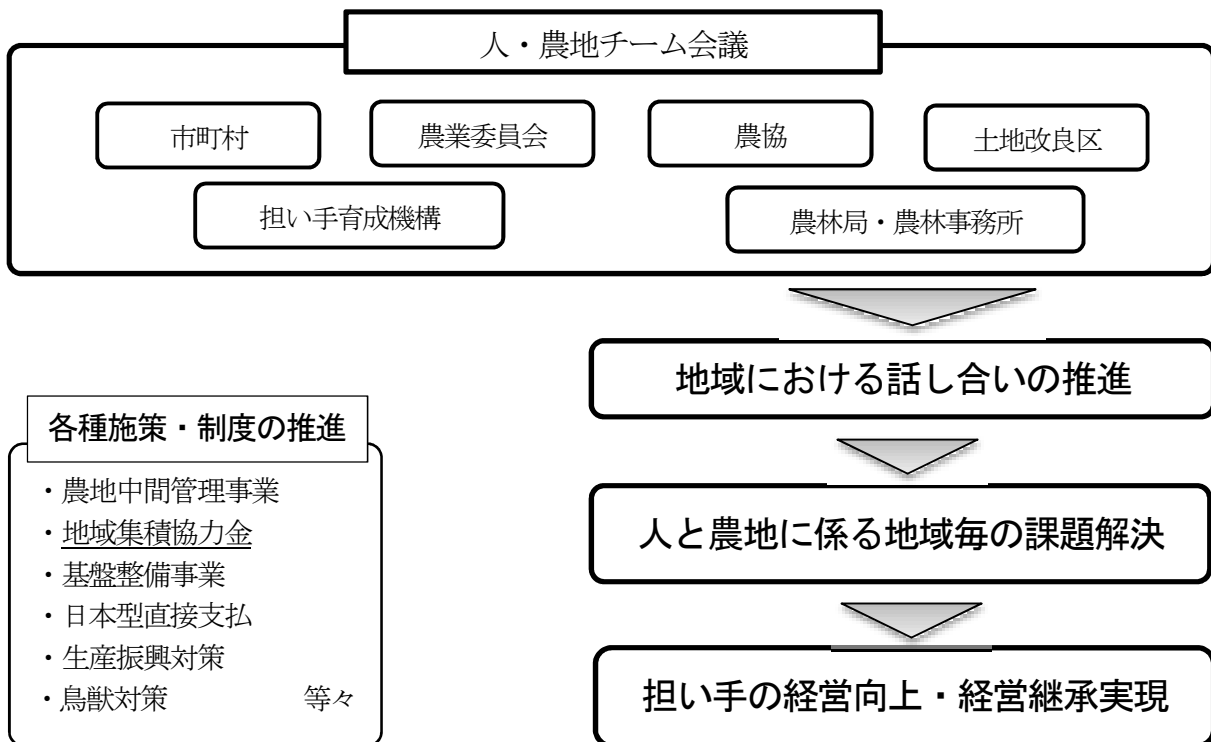 人・農地チーム会議
市町村
農業委員会
農協
土地改良区
担い手育成機構
農林局・農林事務所
地域における話し合いの推進
人と農地に係る地域毎の課題解決
担い手の経営向上・経営継承実現
各種施策・制度の推進
・農地中間管理事業
・地域集積協力金
・基盤整備事業
・日本型直接支払
・生産振興対策
・鳥獣対策 等々